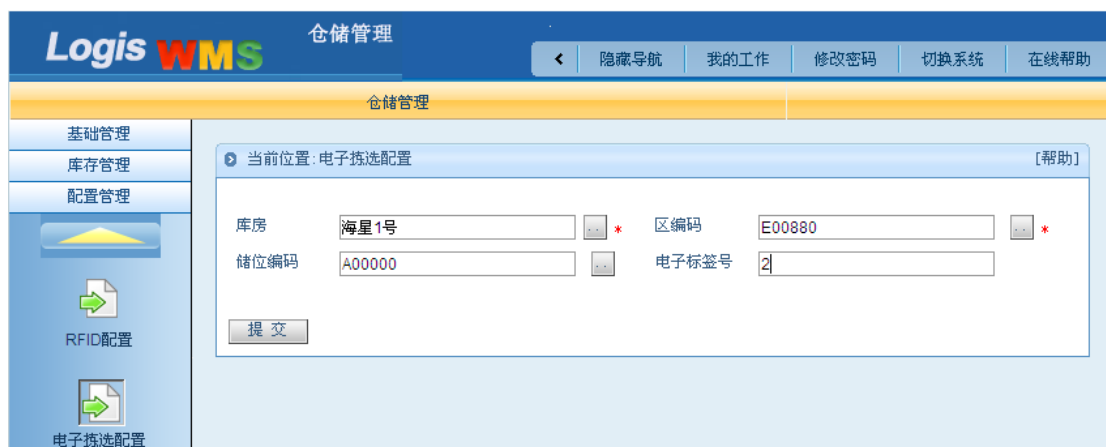 Logis WMS 仓储管理
隐藏导航 我的工作 修改密码 切换系统 在线帮助
仓储管理
基础管理
库存管理
配置管理
RFID配置
电子拣选配置
当前位置:电子拣选配置 [帮助]
库房 海星1号 .. * 区编码 E00880 .. *
储位编码 A00000 .. 电子标签号 2
提 交